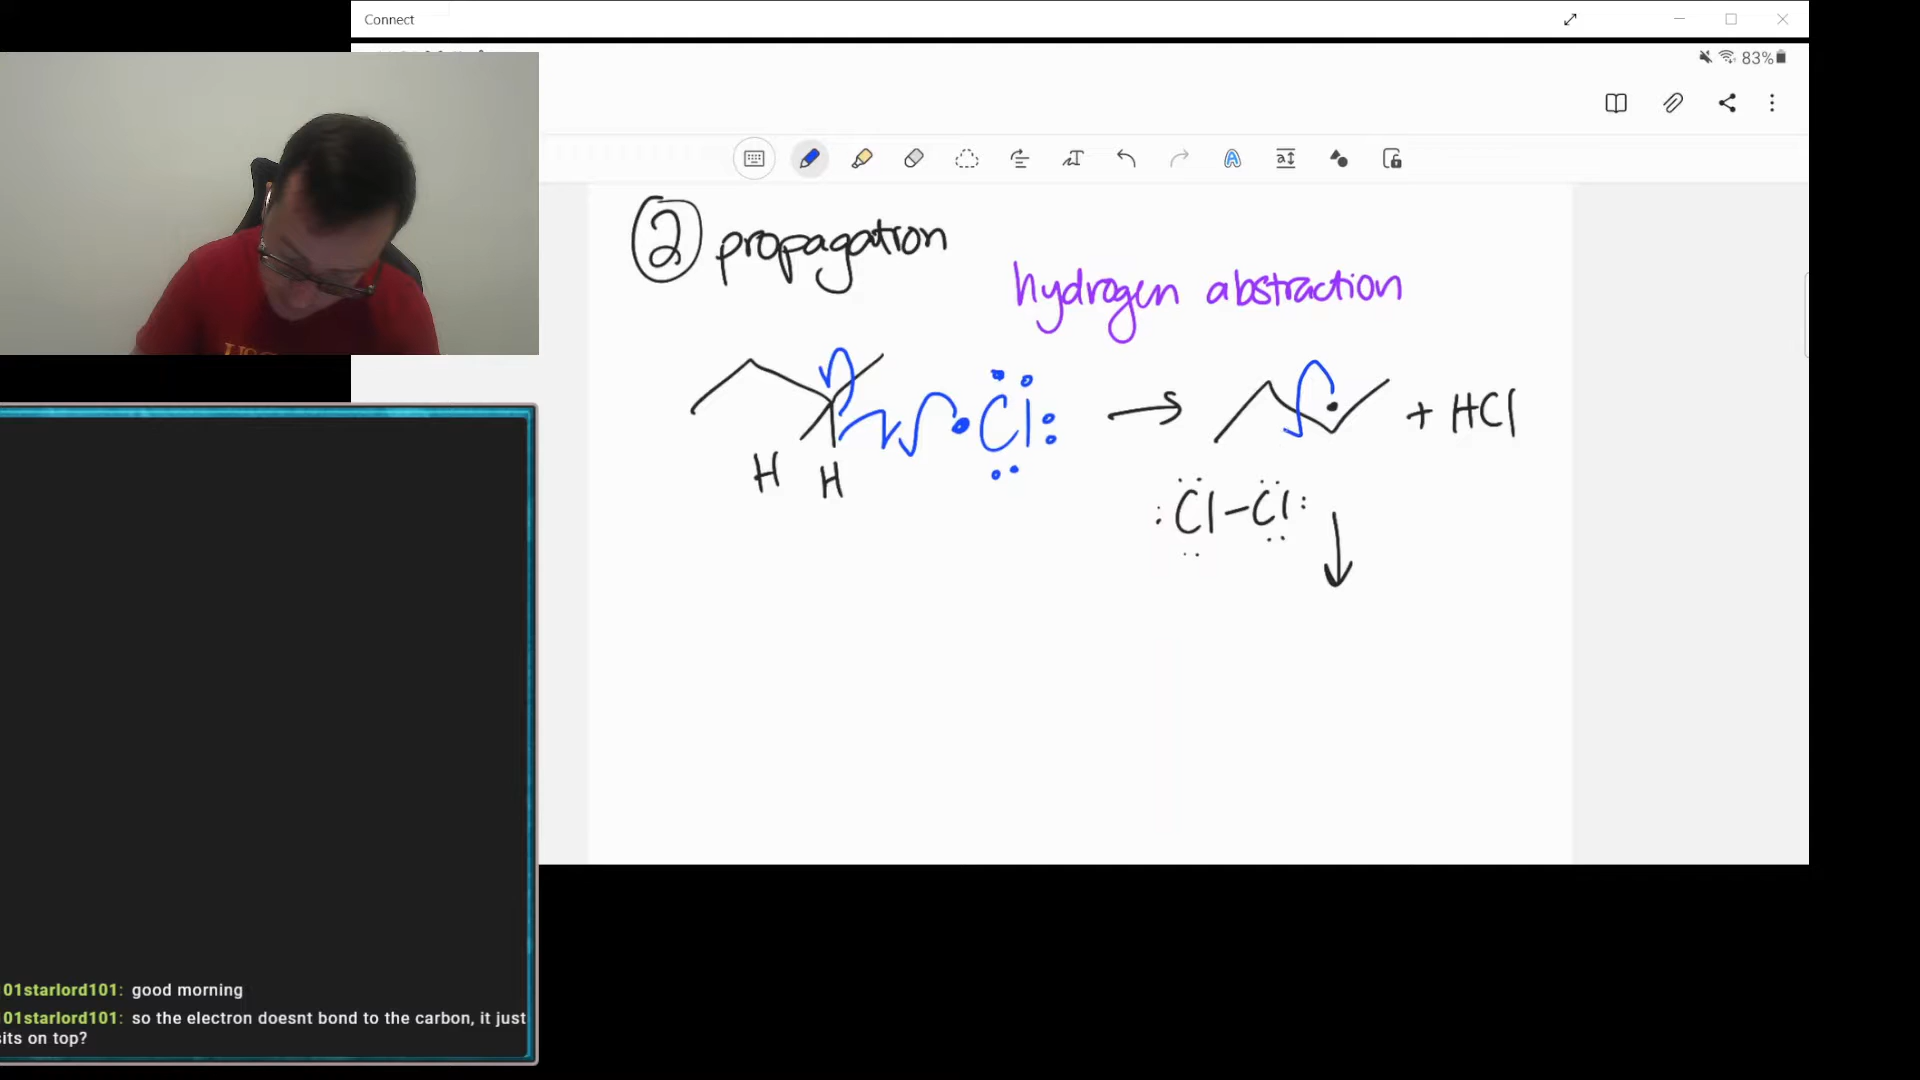 Connect
83%
② propagation
hydrogen abstraction
H H •Cl: → • + HCl
:Cl–Cl: ↓
01starlord101: good morning
01starlord101: so the electron doesnt bond to the carbon, it just
sits on top?